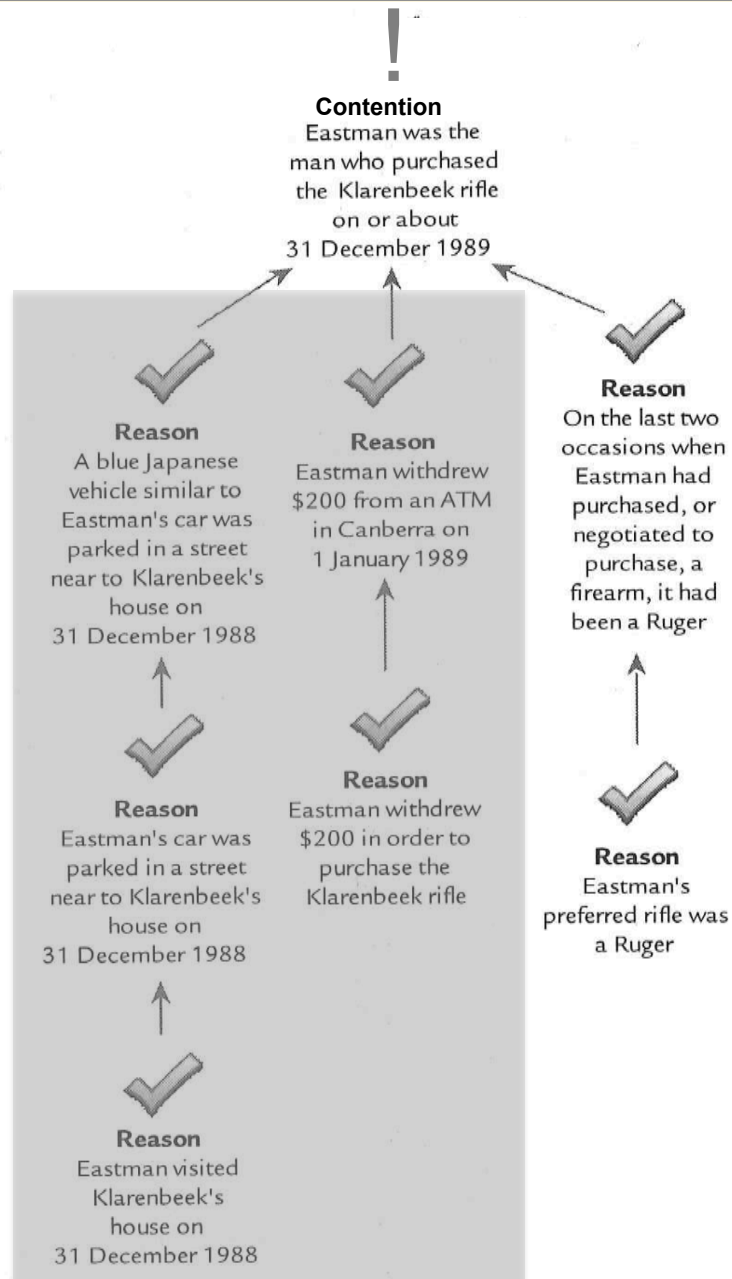 !
Contention
Eastman was the
man who purchased
the Klarenbeek rifle
on or about
31 December 1989
Reason
A blue Japanese
vehicle similar to
Eastman's car was
parked in a street
near to Klarenbeek's
house on
31 December 1988
Reason
Eastman's car was
parked in a street
near to Klarenbeek's
house on
31 December 1988
Reason
Eastman visited
Klarenbeek's
house on
31 December 1988
Reason
Eastman withdrew
$200 from an ATM
in Canberra on
1 January 1989
Reason
Eastman withdrew
$200 in order to
purchase the
Klarenbeek rifle
Reason
On the last two
occasions when
Eastman had
purchased, or
negotiated to
purchase, a
firearm, it had
been a Ruger
Reason
Eastman's
preferred rifle was
a Ruger